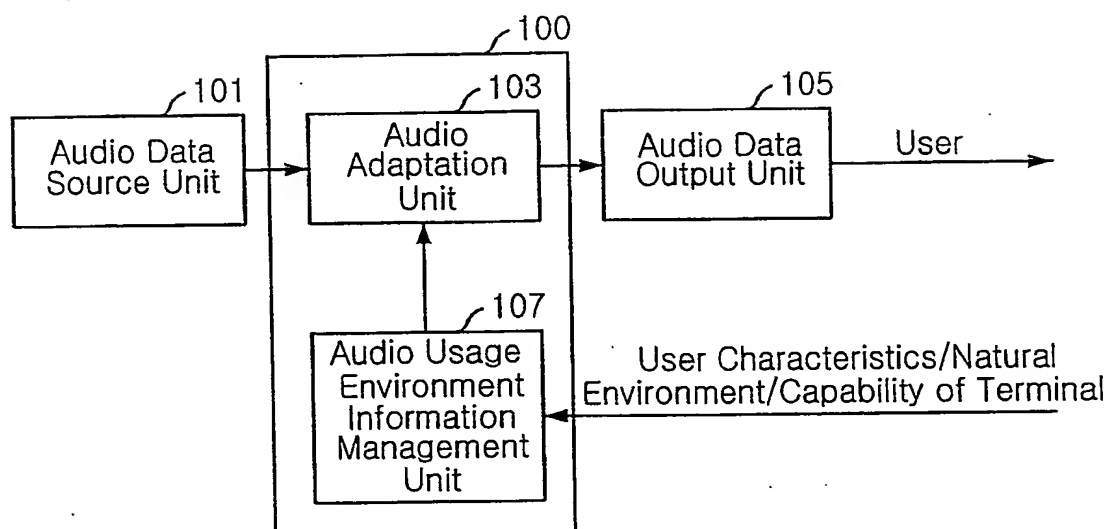 100
101
Audio Data
Source Unit
103
Audio
Adaptation
Unit
105
Audio Data
Output Unit
User
107
Audio Usage
Environment
Information
Management
Unit
User Characteristics/Natural
Environment/Capability of Terminal